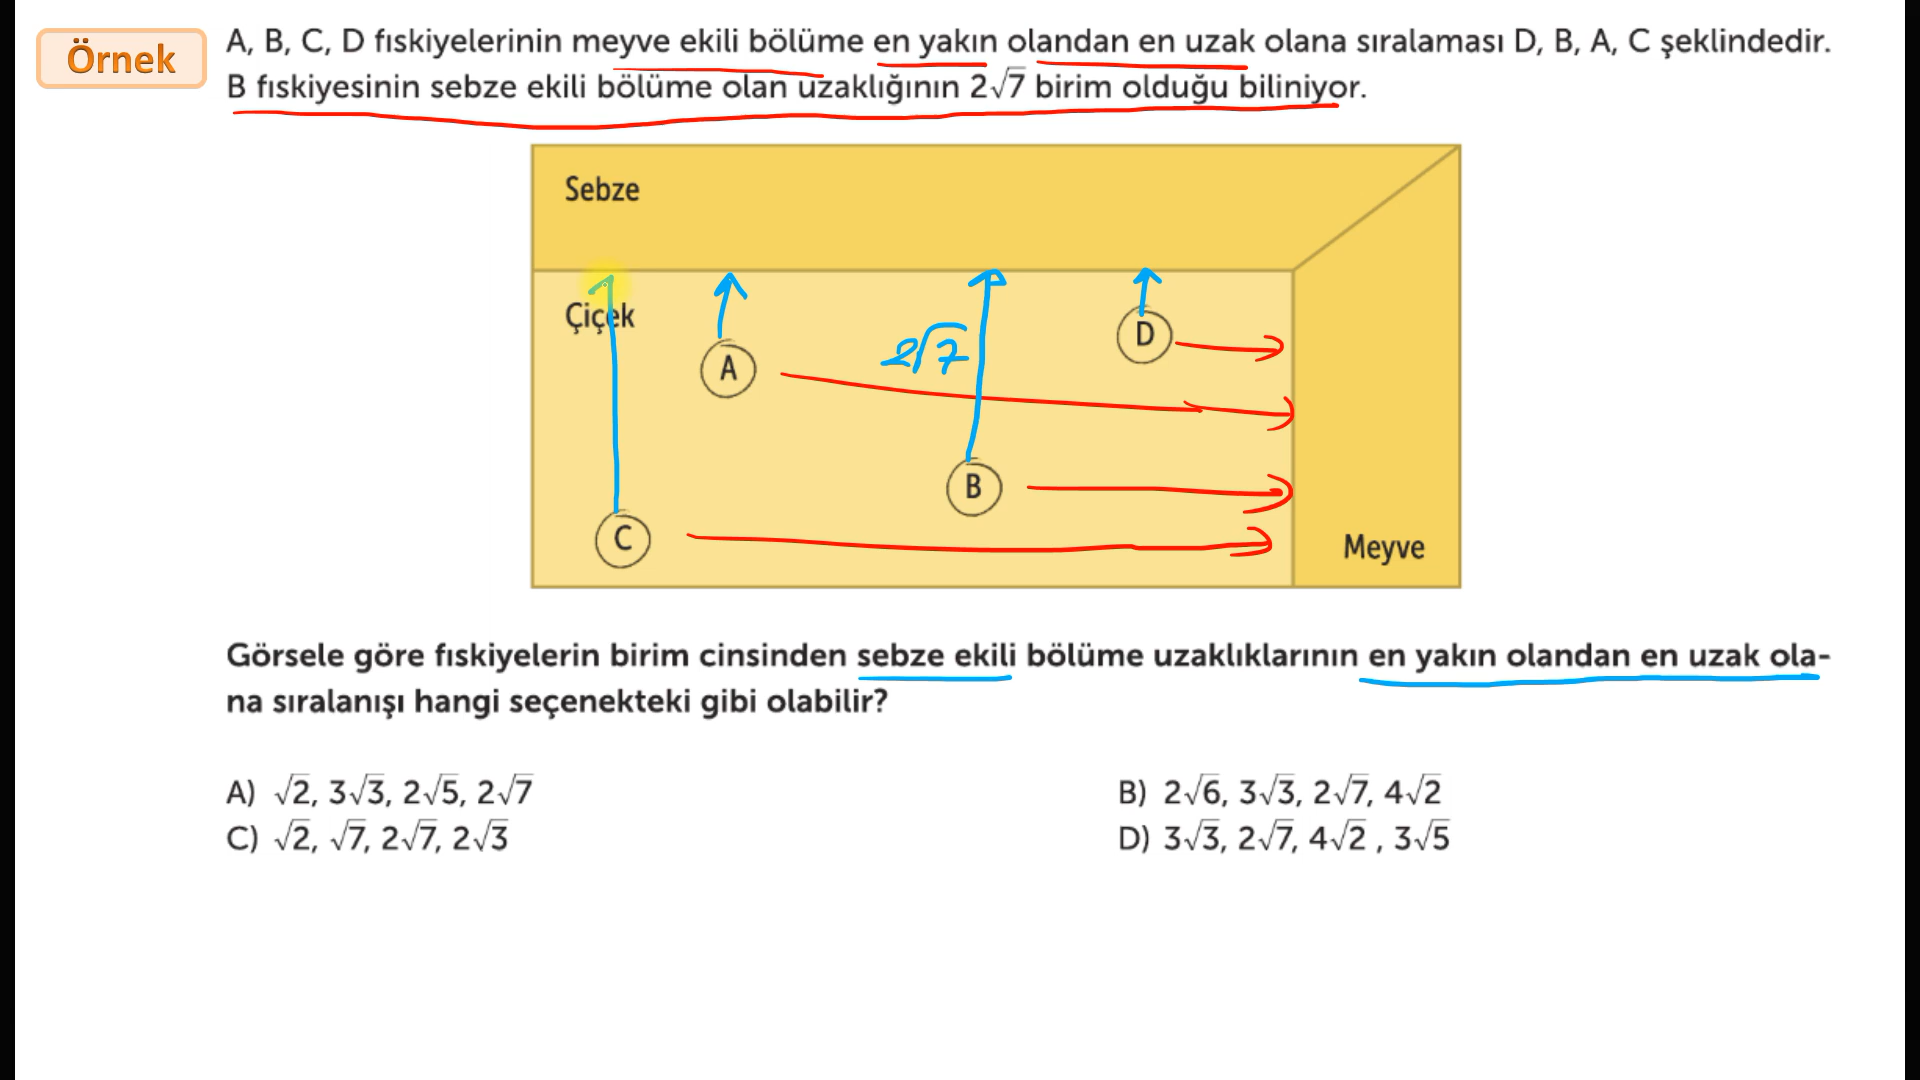 Örnek
A, B, C, D fıskiyelerinin meyve ekili bölüme en yakın olandan en uzak olana sıralaması D, B, A, C şeklindedir.
B fıskiyesinin sebze ekili bölüme olan uzaklığının 2√7 birim olduğu biliniyor.
Sebze
Çiçek
D
2√7
A
B
C
Meyve
Görsele göre fıskiyelerin birim cinsinden sebze ekili bölüme uzaklıklarının en yakın olandan en uzak ola-
na sıralanışı hangi seçenekteki gibi olabilir?
A) √2, 3√3, 2√5, 2√7
B) 2√6, 3√3, 2√7, 4√2
C) √2, √7, 2√7, 2√3
D) 3√3, 2√7, 4√2 , 3√5